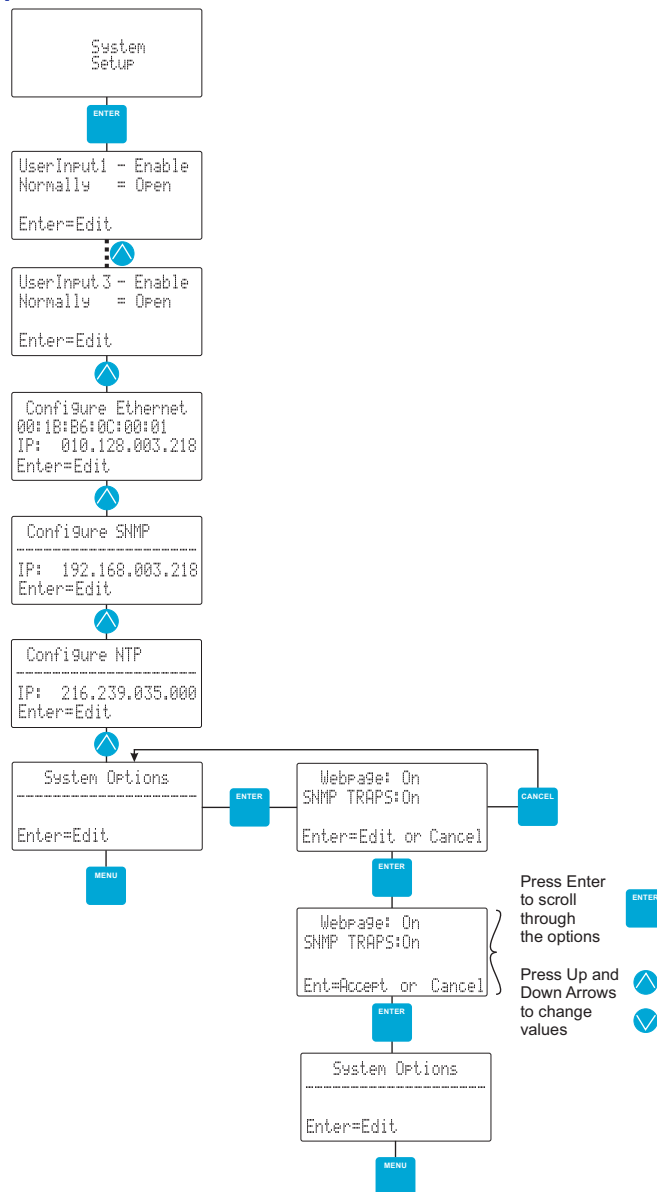 System
Setup
ENTER
UserInput1 - Enable
Normally = Open
Enter=Edit
UserInput3 - Enable
Normally = Open
Enter=Edit
Configure Ethernet
00:1B:B6:0C:00:01
IP: 010.128.003.218
Enter=Edit
Configure SNMP
IP: 192.168.003.218
Enter=Edit
Configure NTP
IP: 216.239.035.000
Enter=Edit
System Options
Enter=Edit
MENU
ENTER
Webpage: On
SNMP TRAPS:On
Enter=Edit or Cancel
CANCEL
ENTER
Webpage: On
SNMP TRAPS:On
Ent=Accept or Cancel
Press Enter
to scroll
through
the options
ENTER
Press Up and
Down Arrows
to change
values
ENTER
System Options
Enter=Edit
MENU